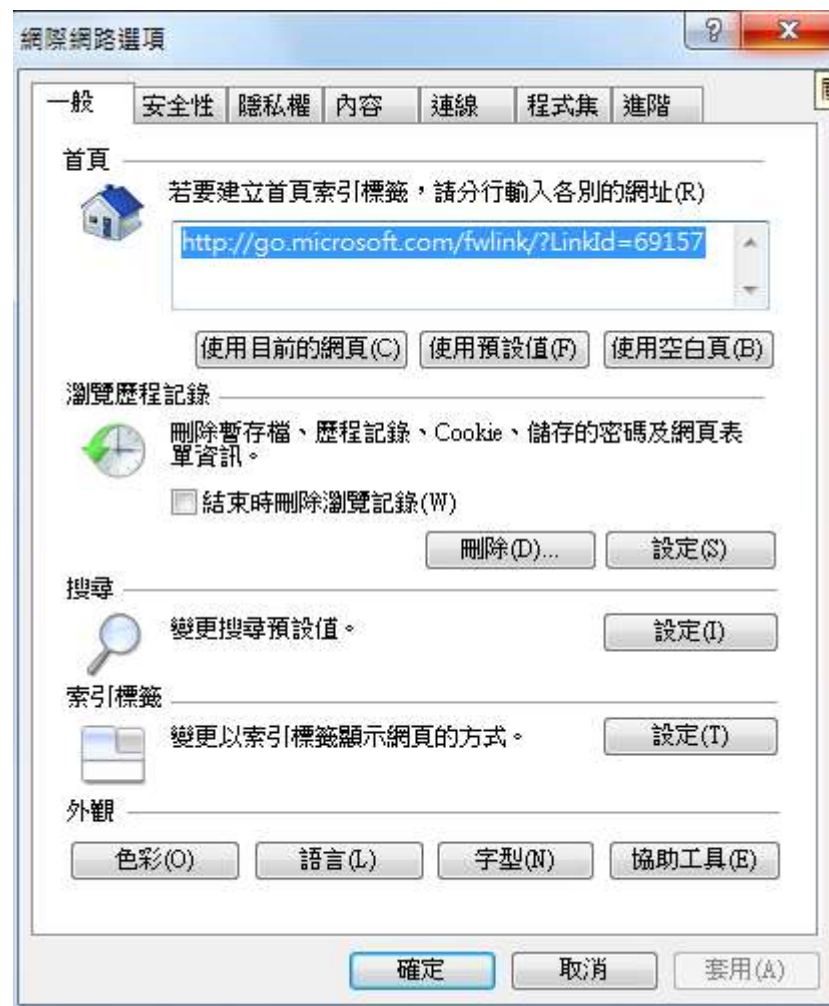 網際網路選項
一般 安全性 隱私權 內容 連線 程式集 進階
首頁
若要建立首頁索引標籤，請分行輸入各別的網址(R)
http://go.microsoft.com/fwlink/?LinkId=69157
使用目前的網頁(C) 使用預設值(F) 使用空白頁(B)
瀏覽歷程記錄
刪除暫存檔、歷程記錄、Cookie、儲存的密碼及網頁表
單資訊。
結束時刪除瀏覽記錄(W)
刪除(D)... 設定(S)
搜尋
變更搜尋預設值。 設定(I)
索引標籤
變更以索引標籤顯示網頁的方式。 設定(T)
外觀
色彩(O) 語言(L) 字型(N) 協助工具(E)
確定 取消 套用(A)